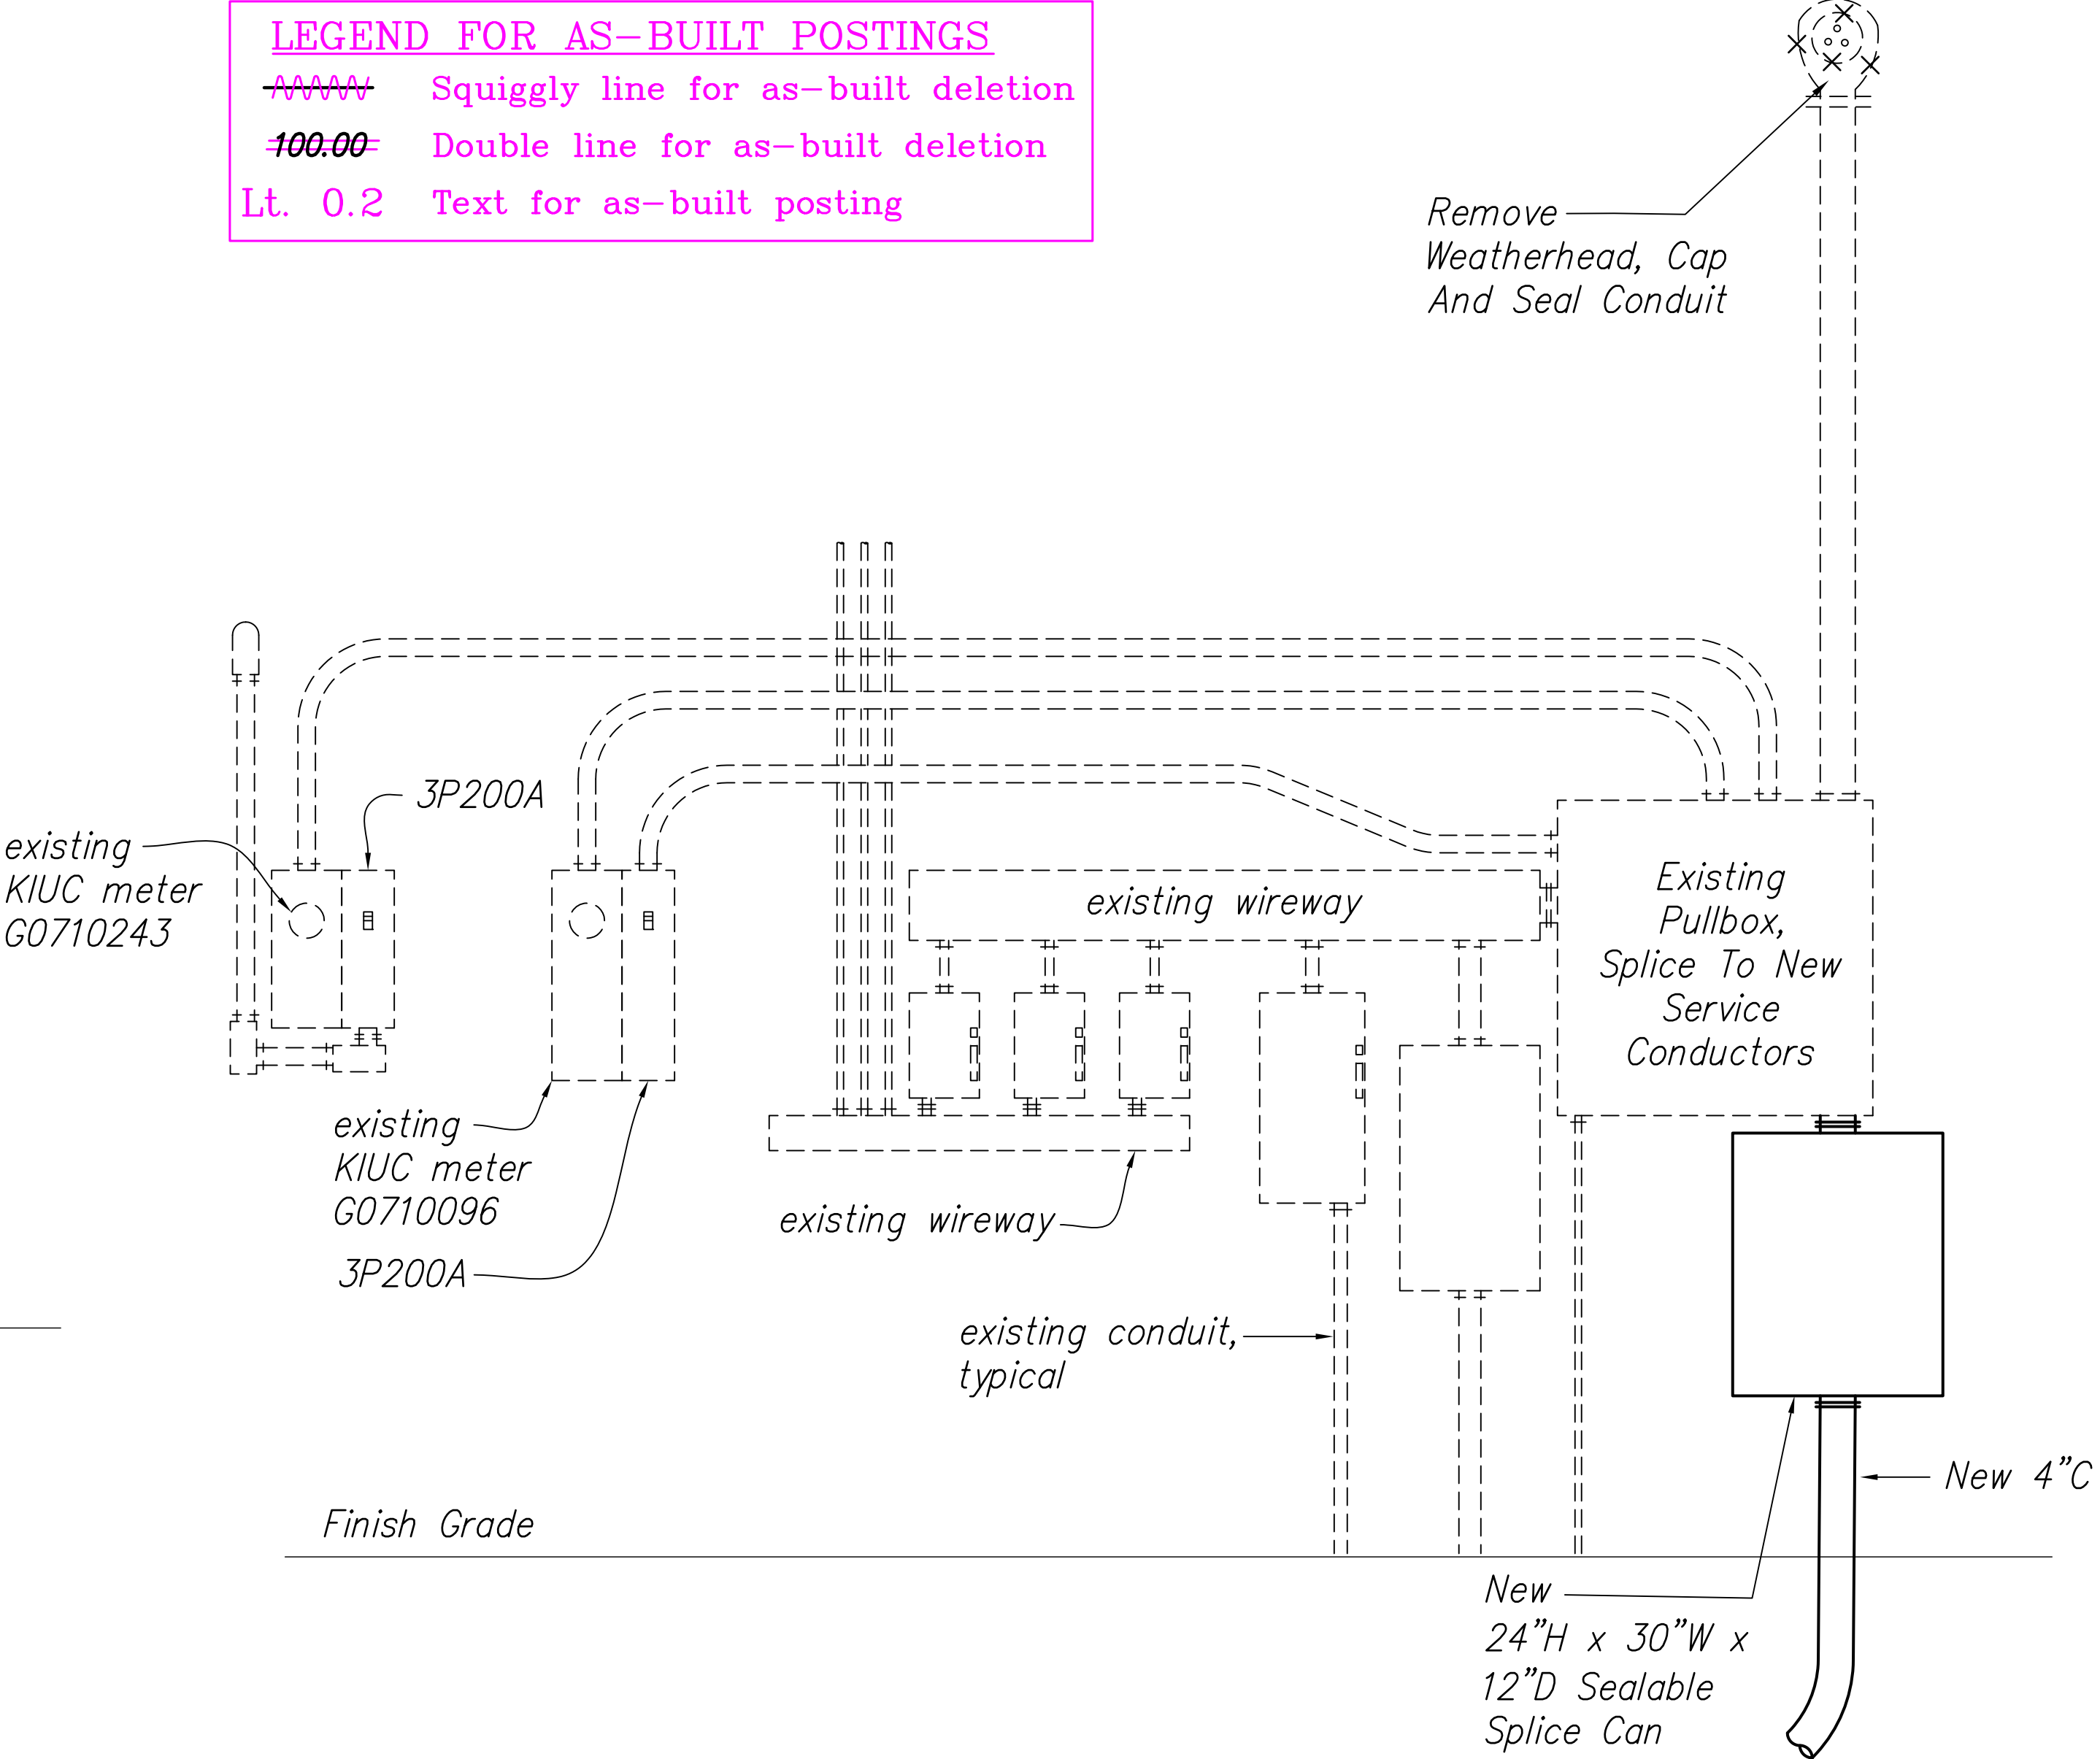 LEGEND FOR AS-BUILT POSTINGS
Squiggly line for as-built deletion
100.00 Double line for as-built deletion
Lt. 0.2 Text for as-built posting
Remove
Weatherhead, Cap
And Seal Conduit
3P200A
existing
KIUC meter
G0710243
existing wireway
Existing
Pullbox,
Splice To New
Service
Conductors
existing
KIUC meter
G0710096
3P200A
existing wireway
existing conduit,
typical
New 4"C
Finish Grade
New
24"H x 30"W x
12"D Sealable
Splice Can